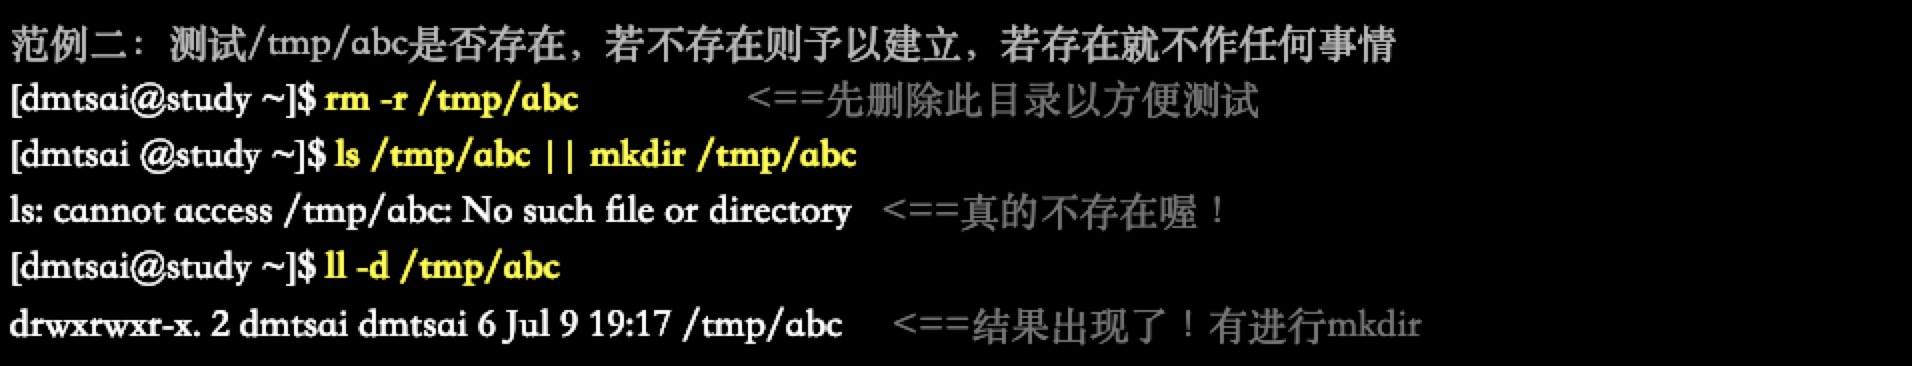 范例二：测试/tmp/abc是否存在，若不存在则予以建立，若存在就不作任何事情
[dmtsai@study ~]$ rm -r /tmp/abc <==先删除此目录以方便测试
[dmtsai @study ~]$ ls /tmp/abc || mkdir /tmp/abc
ls: cannot access /tmp/abc: No such file or directory <==真的不存在喔！
[dmtsai@study ~]$ ll -d /tmp/abc
drwxrwxr-x. 2 dmtsai dmtsai 6 Jul 9 19:17 /tmp/abc <==结果出现了！有进行mkdir